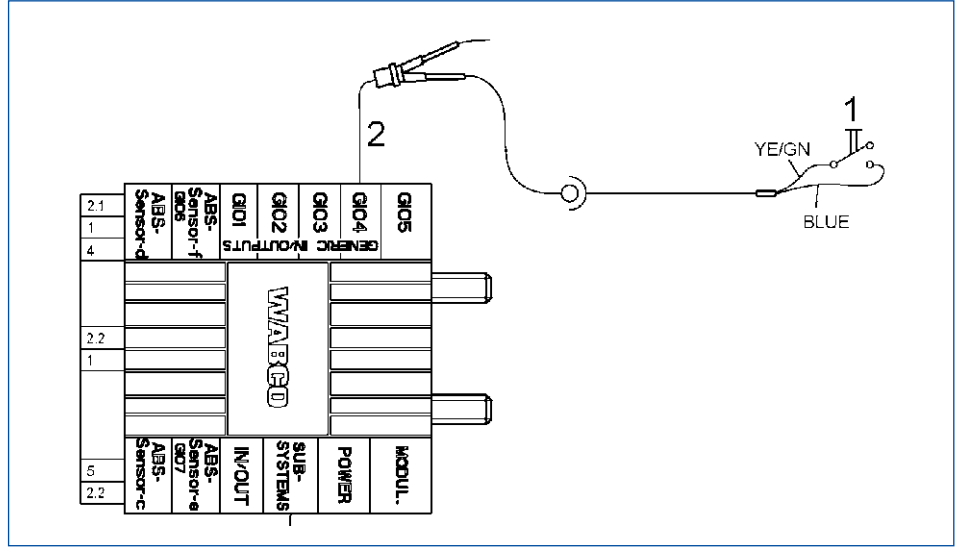 1
2
YE/GN
BLUE
2.1
1
4
2.2
1
5
2.2
ABS-
Sensor-d
ABS-
Sensor-f
GIO6
GIO1
GIO2
GIO3
GIO4
GIO5
GENERIC IN/OUTPUTS
WABCO
ABS-
Sensor-c
ABS-
Sensor-e
GIO7
IN/OUT
SUB-
SYSTEMS
POWER
MODUL.